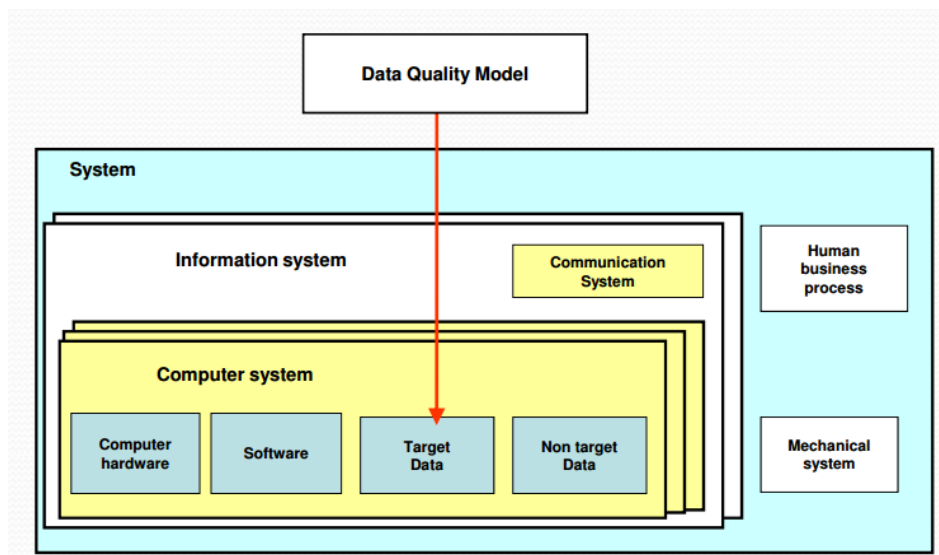 Data Quality Model
System
Information system
Communication
System
Human
business
process
Computer system
Computer
hardware
Software
Target
Data
Non target
Data
Mechanical
system